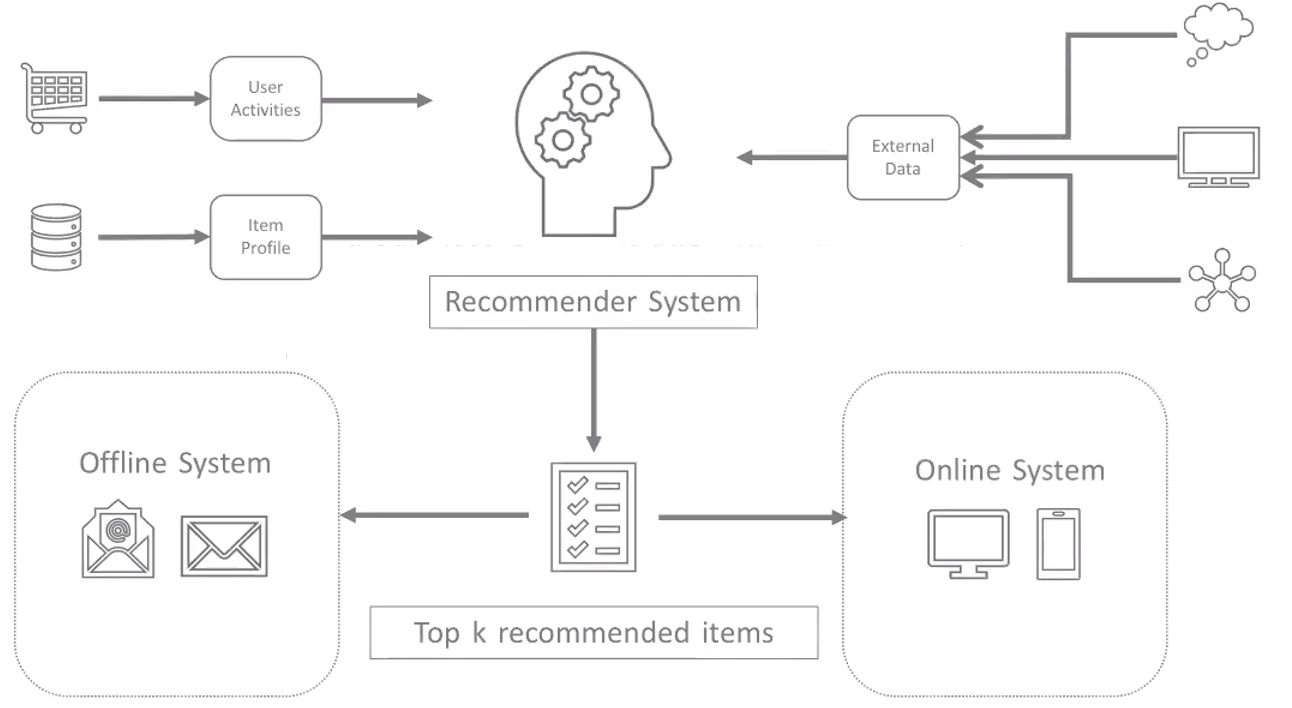 User
Activities
External
Data
Item
Profile
Recommender System
Offline System
Online System
@
Top k recommended items